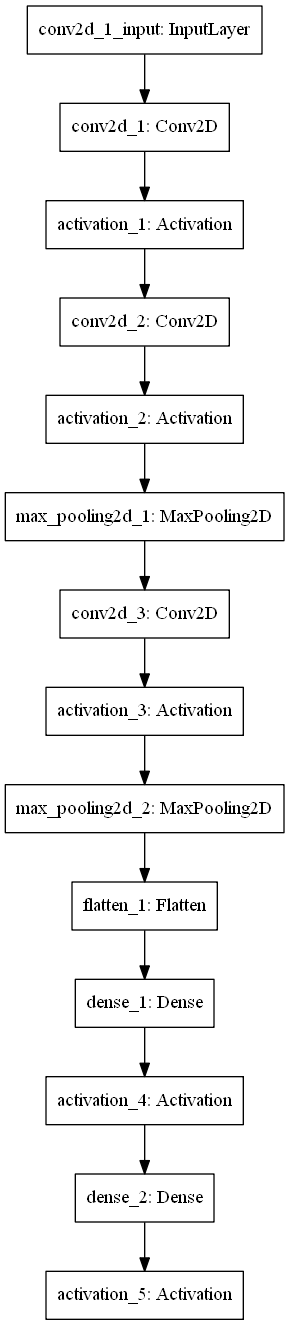 conv2d_1_input: InputLayer
conv2d_1: Conv2D
activation_1: Activation
conv2d_2: Conv2D
activation_2: Activation
max_pooling2d_1: MaxPooling2D
conv2d_3: Conv2D
activation_3: Activation
max_pooling2d_2: MaxPooling2D
flatten_1: Flatten
dense_1: Dense
activation_4: Activation
dense_2: Dense
activation_5: Activation